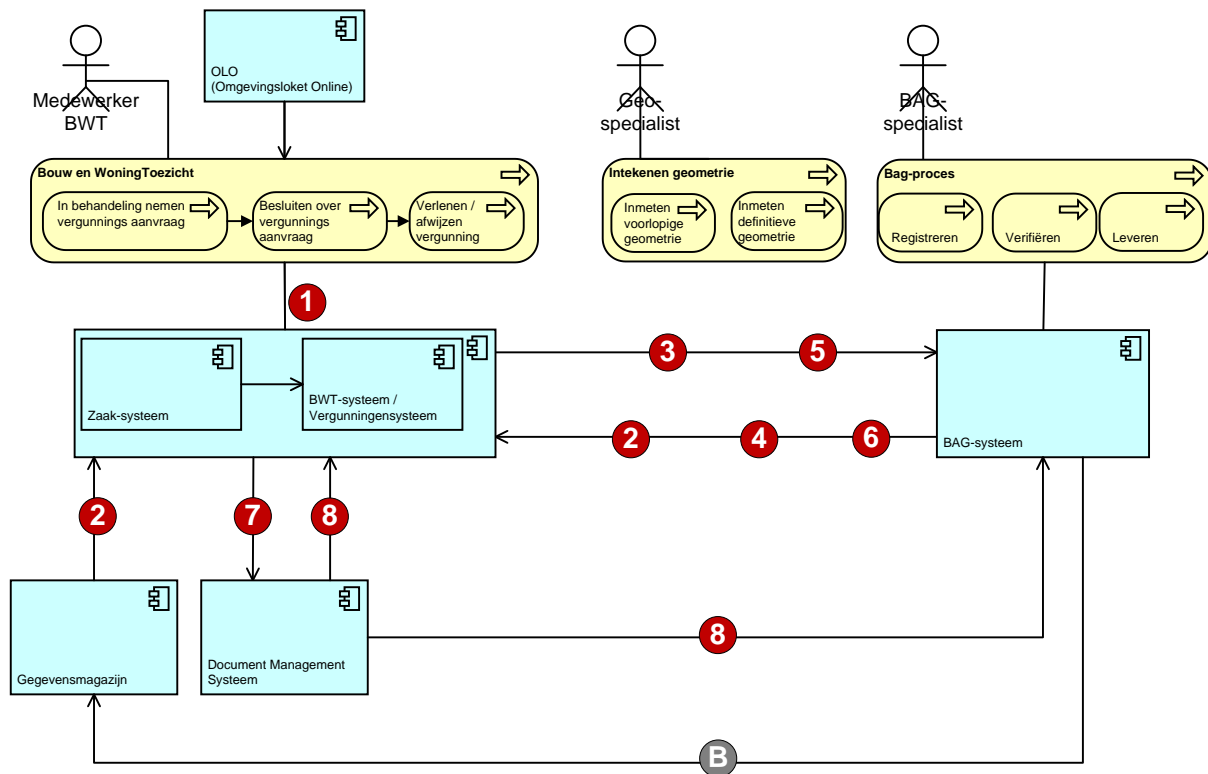 OLO
(Omgevingsloket Online)
Medewerker
BWT
Geo-
specialist
BAG-
specialist
Bouw en WoningToezicht
In behandeling nemen
vergunnings aanvraag
Besluiten over
vergunnings
aanvraag
Verlenen /
afwijzen
vergunning
Intekenen geometrie
Inmeten
voorlopige
geometrie
Inmeten
definitieve
geometrie
Bag-proces
Registreren
Verifiëren
Leveren
1
Zaak-systeem
BWT-systeem /
Vergunningensysteem
3
5
2
4
6
BAG-systeem
2
7
8
Gegevensmagazijn
Document Management
Systeem
8
B